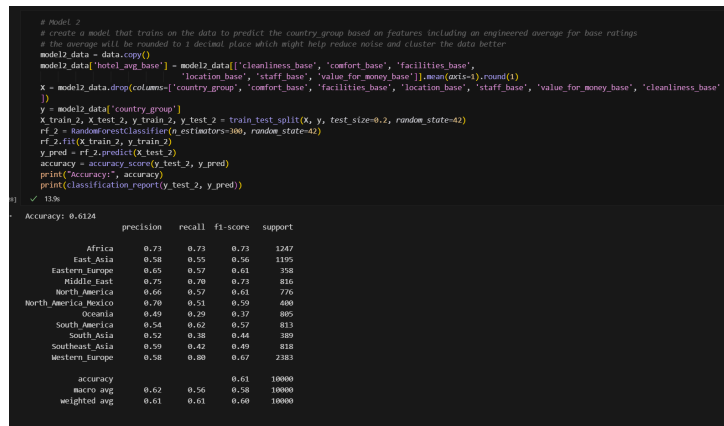 # Model 2
# create a model that trains on the data to predict the country_group based on features including an engineered average for base ratings
# the average will be rounded to 1 decimal place which might help reduce noise and cluster the data better
model2_data = data.copy()
model2_data['hotel_avg_base'] = model2_data[['cleanliness_base', 'comfort_base', 'facilities_base',
'location_base', 'staff_base', 'value_for_money_base']].mean(axis=1).round(1)
X = model2_data.drop(columns=['country_group', 'comfort_base', 'facilities_base', 'location_base', 'staff_base', 'value_for_money_base', 'cleanliness_base'
])
y = model2_data['country_group']
X_train_2, X_test_2, y_train_2, y_test_2 = train_test_split(X, y, test_size=0.2, random_state=42)
rf_2 = RandomForestClassifier(n_estimators=300, random_state=42)
rf_2.fit(X_train_2, y_train_2)
y_pred = rf_2.predict(X_test_2)
accuracy = accuracy_score(y_test_2, y_pred)
print("Accuracy:", accuracy)
print(classification_report(y_test_2, y_pred))
✓ 13.9s
Accuracy: 0.6124
precision recall f1-score support
Africa 0.73 0.73 0.73 1247
East_Asia 0.58 0.55 0.56 1195
Eastern_Europe 0.65 0.57 0.61 358
Middle_East 0.75 0.70 0.73 816
North_America 0.66 0.57 0.61 776
North_America_Mexico 0.70 0.51 0.59 400
Oceania 0.49 0.29 0.37 805
South_America 0.54 0.62 0.57 813
South_Asia 0.52 0.38 0.44 389
Southeast_Asia 0.59 0.42 0.49 818
Western_Europe 0.58 0.80 0.67 2383
accuracy 0.61 10000
macro avg 0.62 0.56 0.58 10000
weighted avg 0.61 0.61 0.60 10000